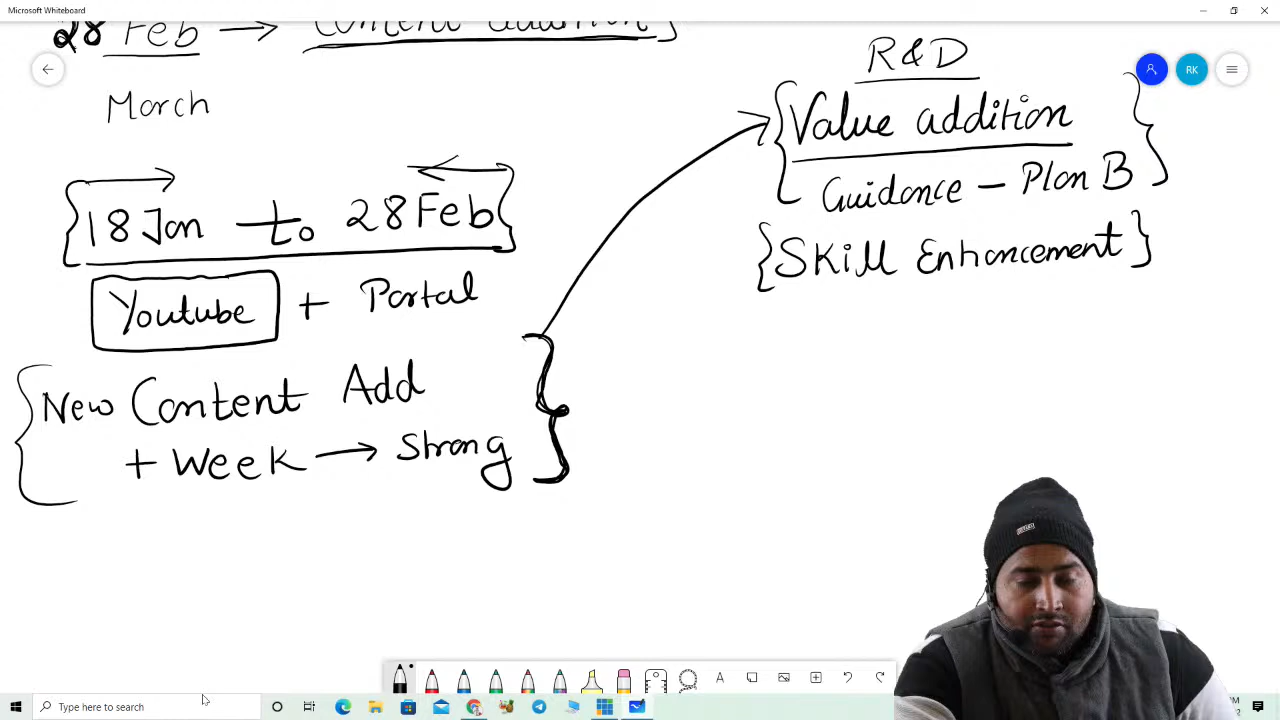 Microsoft Whiteboard
28 Feb → Content addition}
March
{18 Jan to 28 Feb}
Youtube + Portal
{New Content Add
+ Week → Strong}
R&D
{Value addition
Guidance – Plan B}
{Skill Enhancement}
RK
Type here to search